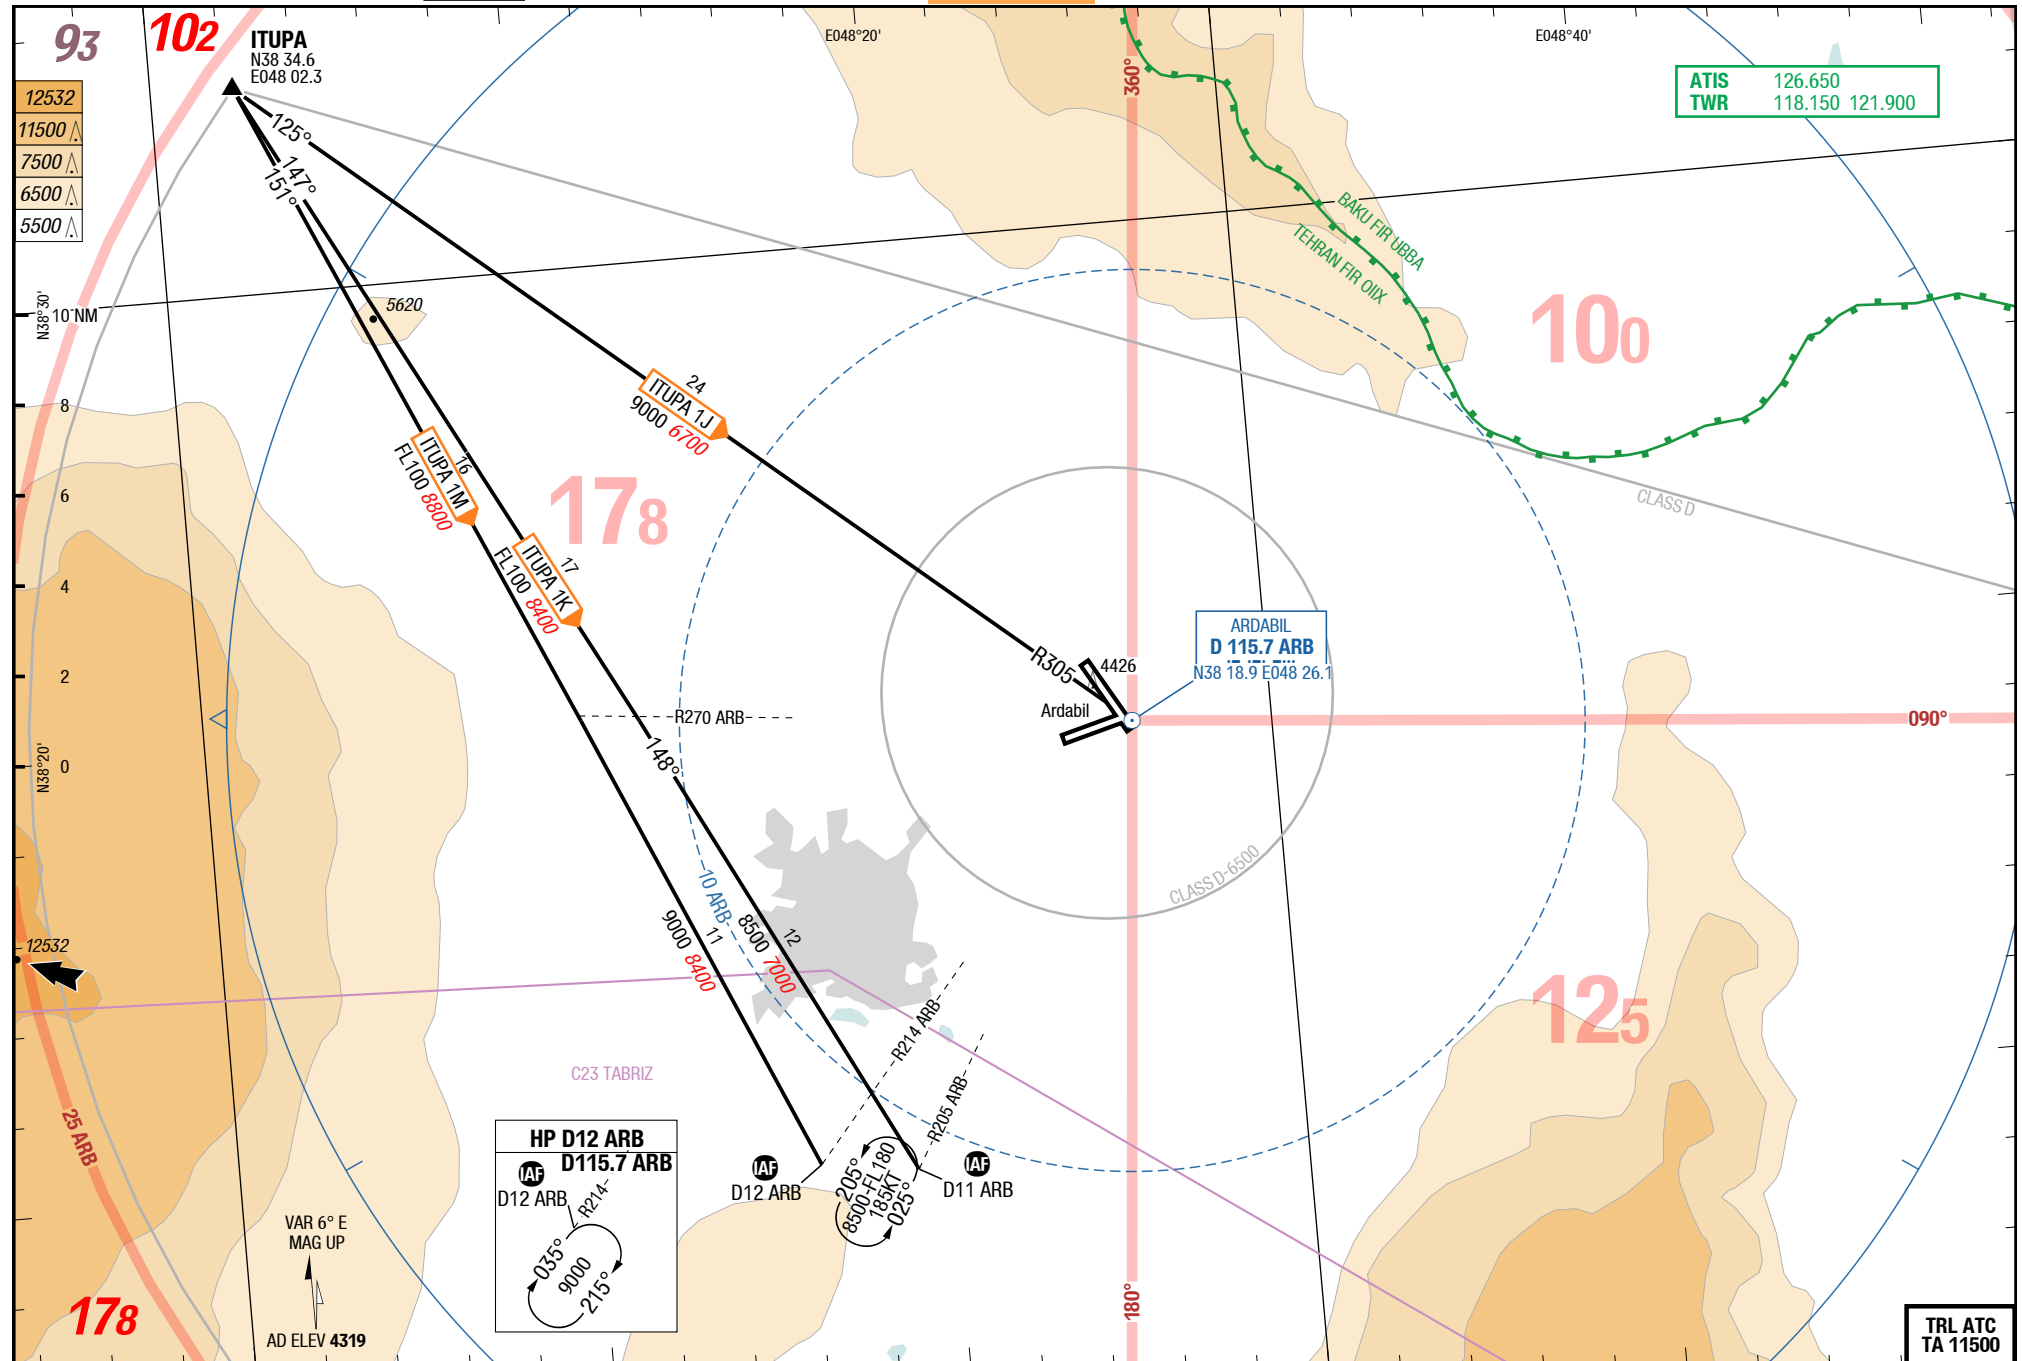 93
102
ITUPA
N38 34.6
E048 02.3
E048°20'
E048°40'
360°
ATIS 126.650
TWR 118.150 121.900
12532
11500
7500
6500
5500
125°
147°
151°
BAKU FIR UBBA
TEHRAN FIR OIIX
N38°30'
10 NM
5620
100
8
24
ITUPA 1J
9000 6700
16
ITUPA 1M
FL100 8800
178
6
CLASS D
17
ITUPA 1K
FL100 8400
4
ARDABIL
D 115.7 ARB
N38 18.9 E048 26.1
R305
4426
2
Ardabil
R270 ARB
090°
148°
N38°20'
0
10 ARB
CLASS D-6500
11
9000 8400
12
8500 7000
12532
R214 ARB
125
C23 TABRIZ
R205 ARB
25 ARB
HP D12 ARB
D115.7 ARB
IAF
D12 ARB
R214
035°
9000
215°
IAF
D12 ARB
205°
8500-FL180
185KT
025°
IAF
D11 ARB
VAR 6° E
MAG UP
180°
178
AD ELEV 4319
TRL ATC
TA 11500